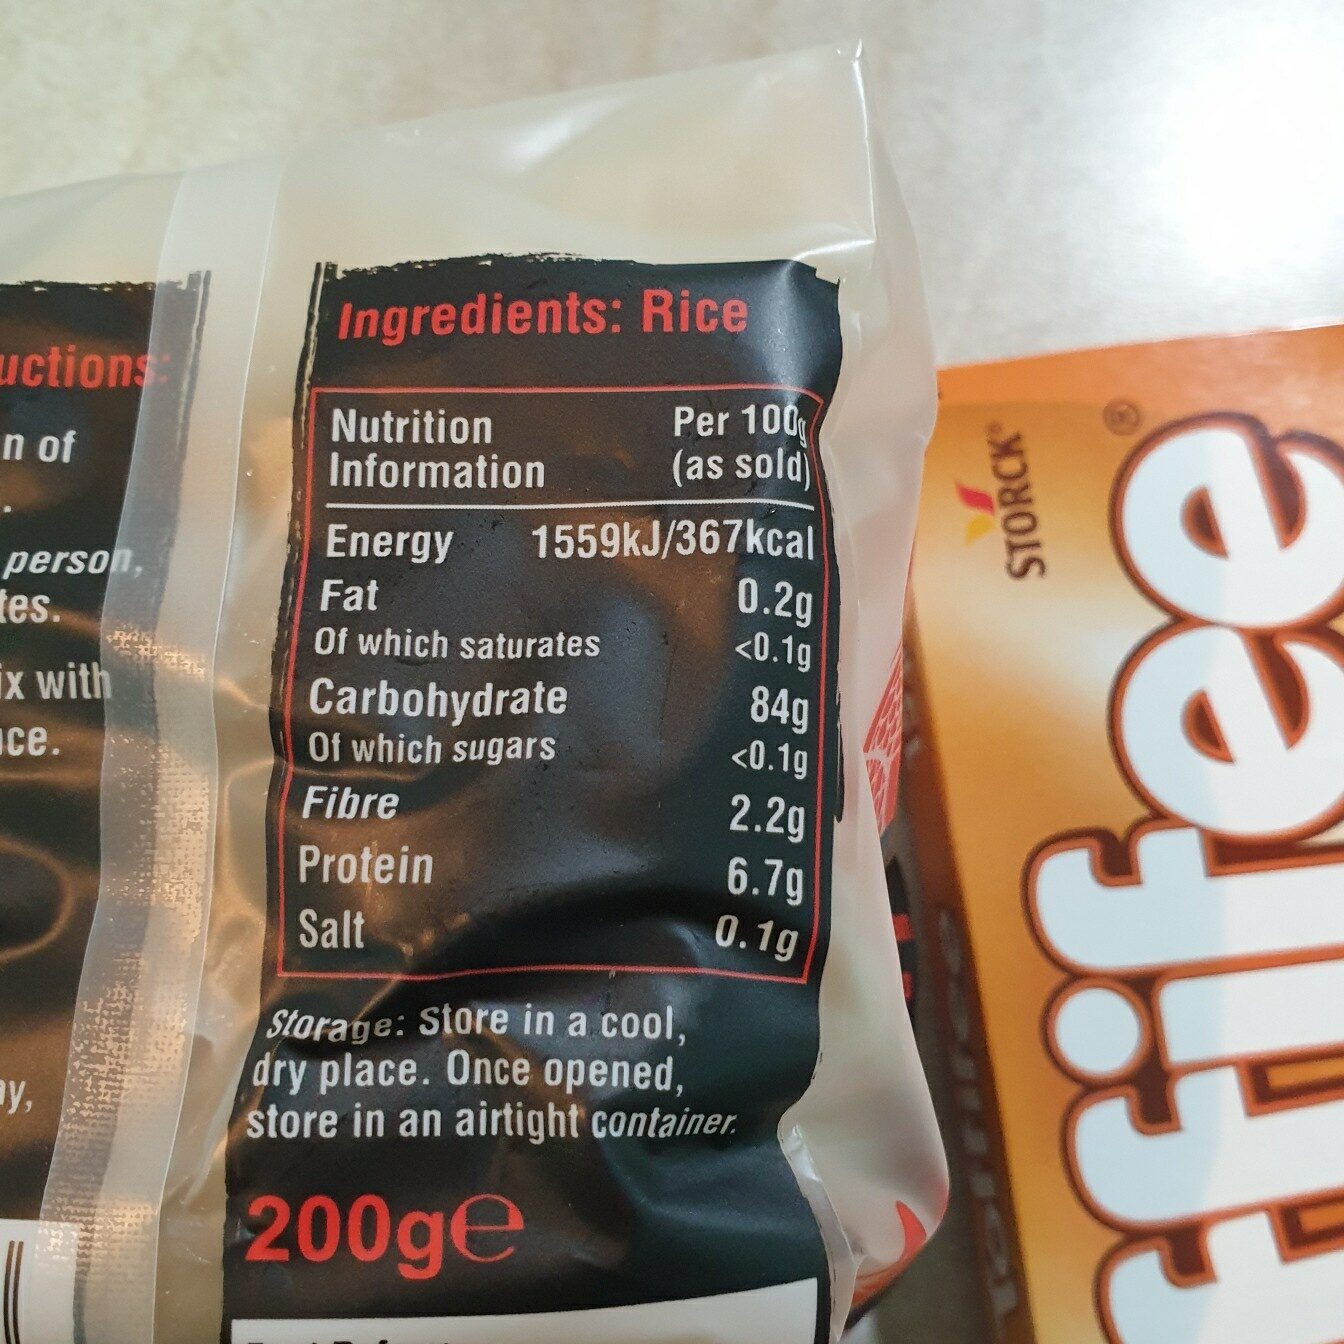 uctions:
n of
person,
tes.
ix with
ce.
Ingredients: Rice
Nutrition Information Per 100g (as sold)
Energy 1559kJ/367kcal
Fat 0.2g
Of which saturates <0.1g
Carbohydrate 84g
Of which sugars <0.1g
Fibre 2.2g
Protein 6.7g
Salt 0.1g
Storage: Store in a cool,
dry place. Once opened,
store in an airtight container.
200g℮
STORCK®
®
ffifee